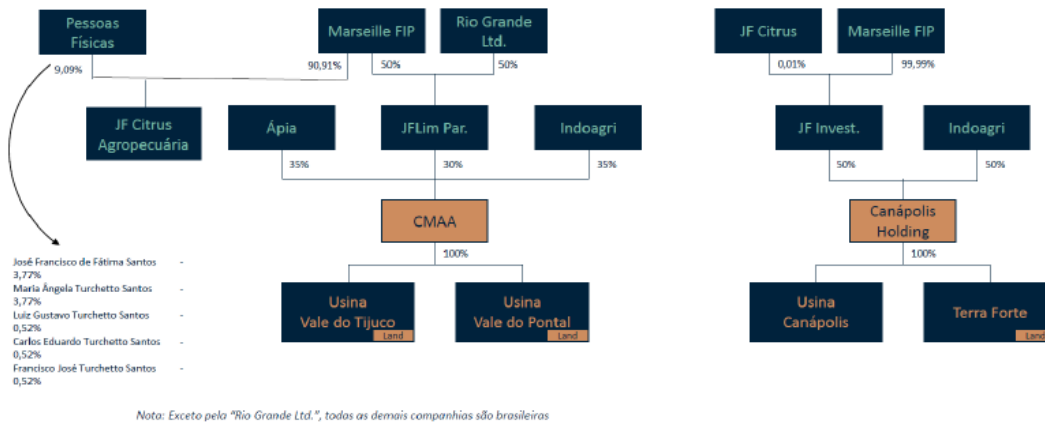 Pessoas
Físicas
Marseille FIP
Rio Grande
Ltd.
JF Citrus
Marseille FIP
9,09%
90,91%
50%
50%
0,01%
99,99%
JF Citrus
Agropecuária
Ápia
JFLim Par.
Indoagri
JF Invest.
Indoagri
35%
30%
35%
50%
50%
CMAA
Canápolis
Holding
100%
100%
José Francisco de Fátima Santos -
3,77%
Maria Ângela Turchetto Santos -
3,77%
Luiz Gustavo Turchetto Santos -
0,52%
Carlos Eduardo Turchetto Santos -
0,52%
Francisco José Turchetto Santos -
0,52%
Usina
Vale do Tijuco
Land
Usina
Vale do Pontal
Land
Usina
Canápolis
Terra Forte
Land
Nota: Exceto pela "Rio Grande Ltd.", todas as demais companhias são brasileiras